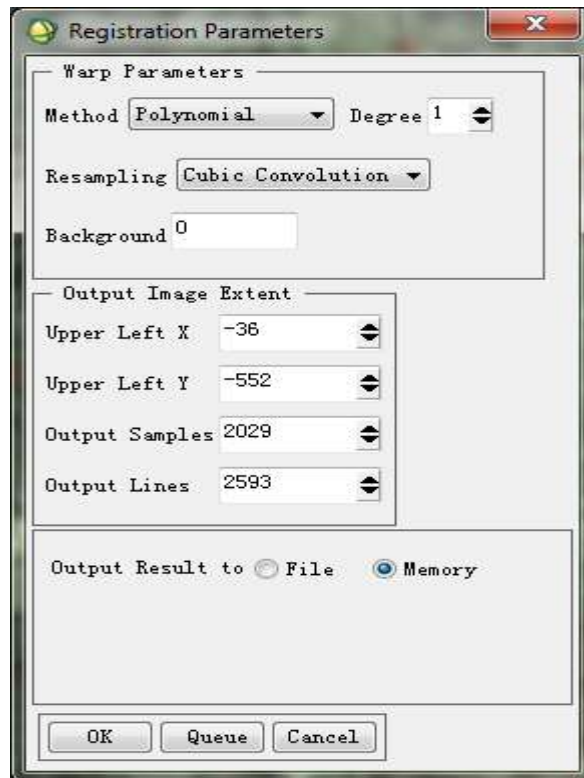 Registration Parameters
Warp Parameters
Method Polynomial Degree 1
Resampling Cubic Convolution
Background 0
Output Image Extent
Upper Left X -36
Upper Left Y -552
Output Samples 2029
Output Lines 2593
Output Result to File Memory
OK Queue Cancel